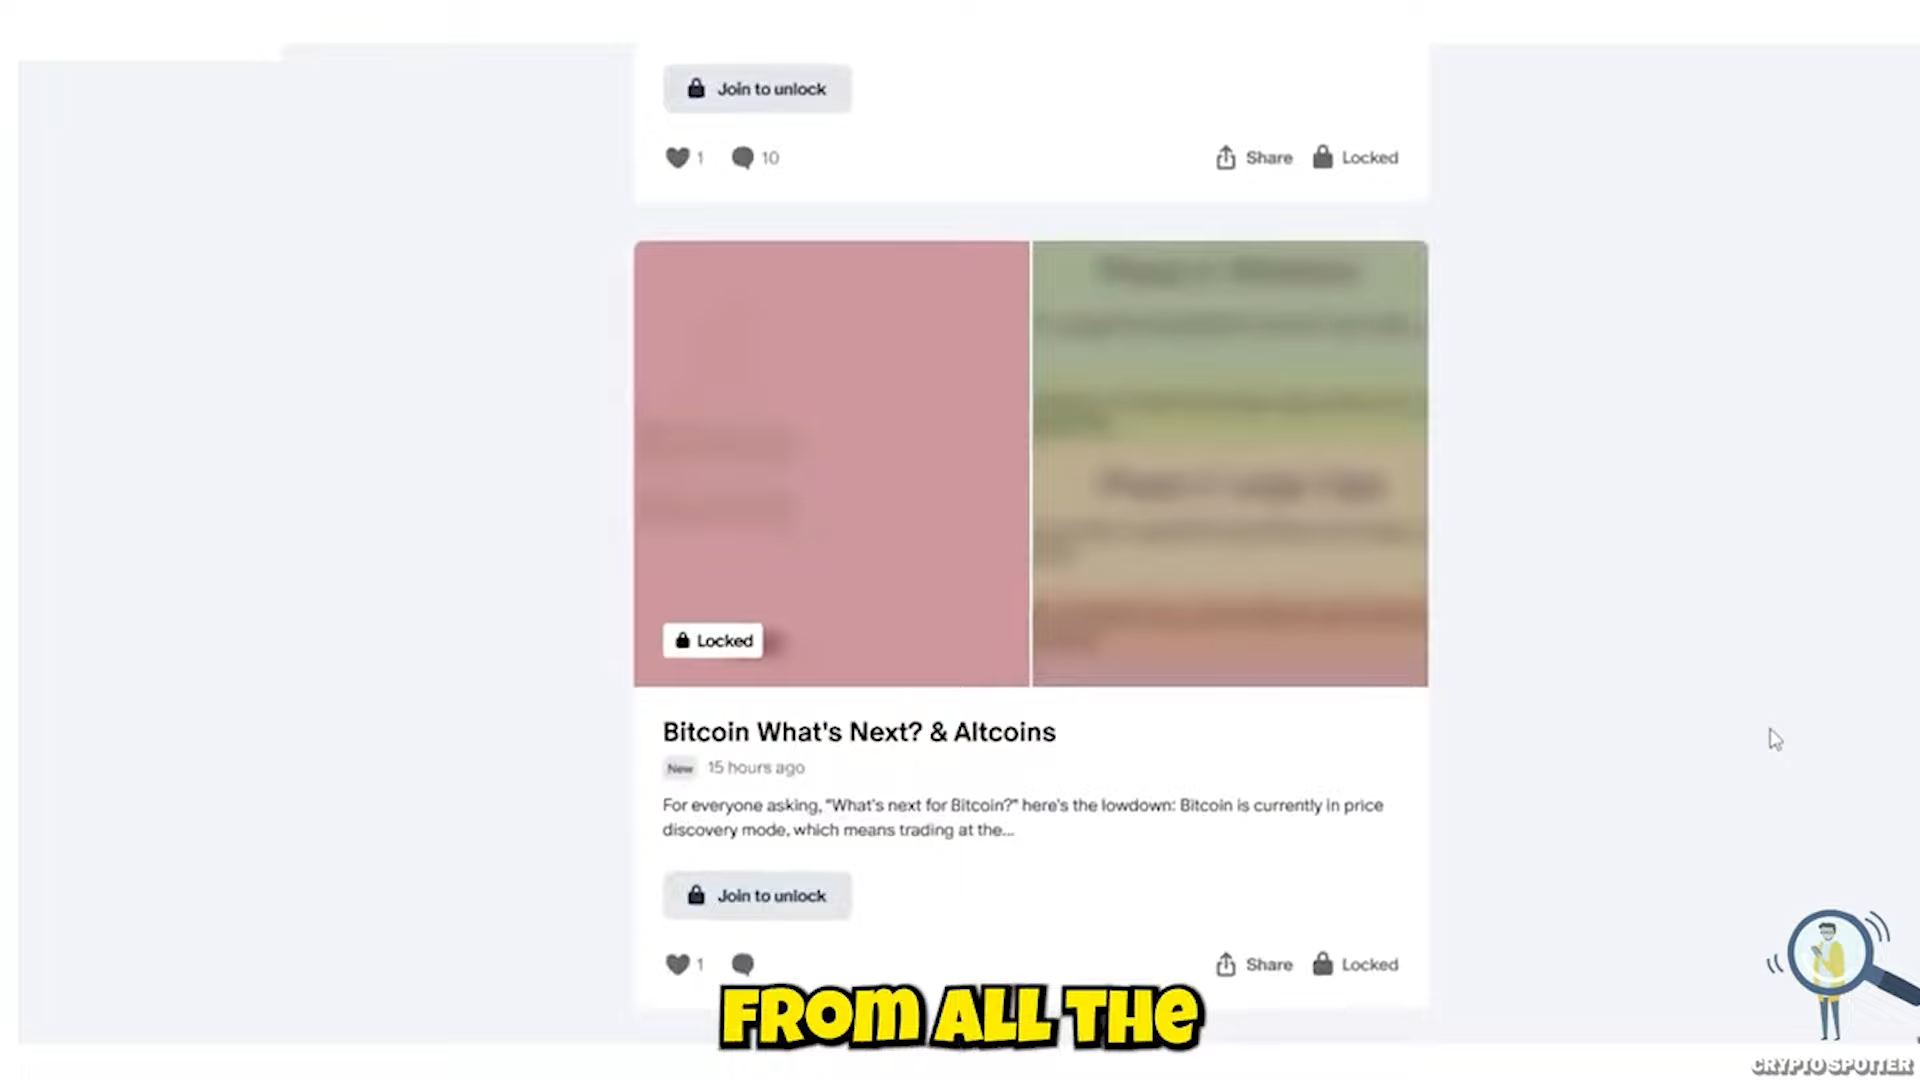 Join to unlock
1 10 Share Locked
Locked
Bitcoin What's Next? & Altcoins
New 15 hours ago
For everyone asking, "What's next for Bitcoin?" here's the lowdown: Bitcoin is currently in price
discovery mode, which means trading at the...
Join to unlock
1 Share Locked
FROM ALL THE
CRYPTO SPOTTER